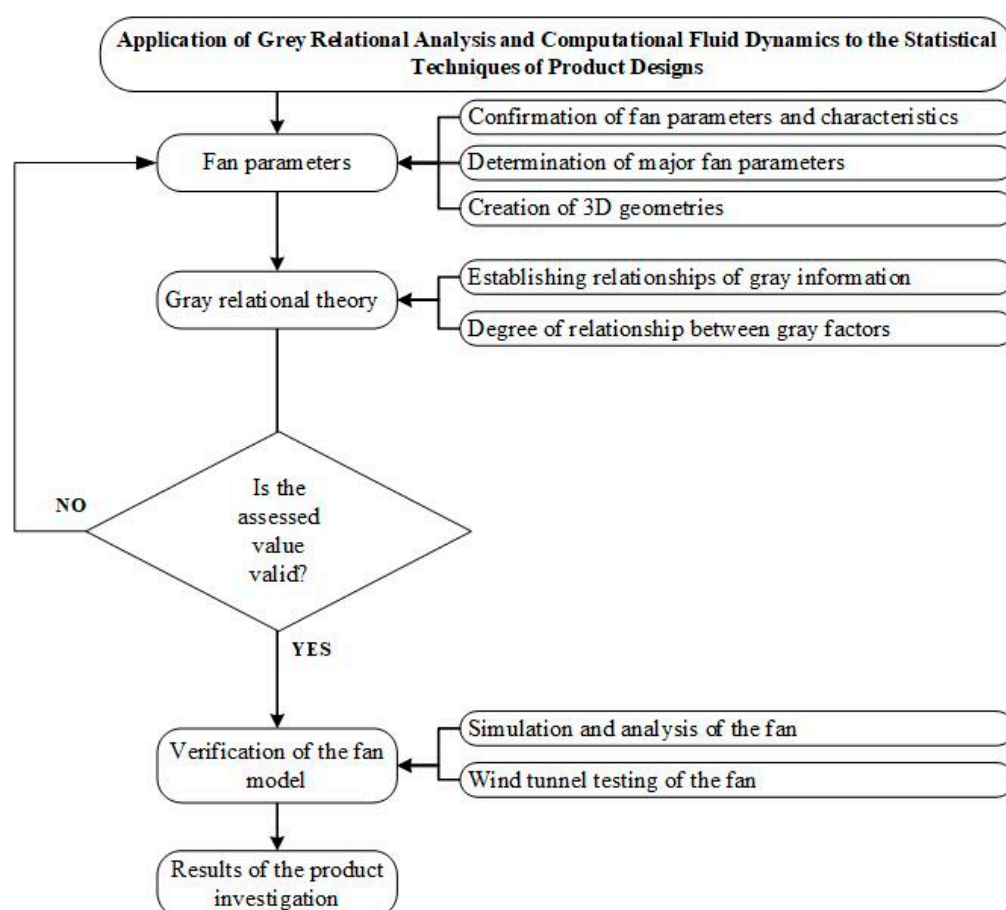 Application of Grey Relational Analysis and Computational Fluid Dynamics to the Statistical
Techniques of Product Designs
Confirmation of fan parameters and characteristics
Fan parameters
Determination of major fan parameters
Creation of 3D geometries
Establishing relationships of gray information
Gray relational theory
Degree of relationship between gray factors
Is the
assessed
value
valid?
NO
YES
Simulation and analysis of the fan
Verification of the fan
model
Wind tunnel testing of the fan
Results of the product
investigation